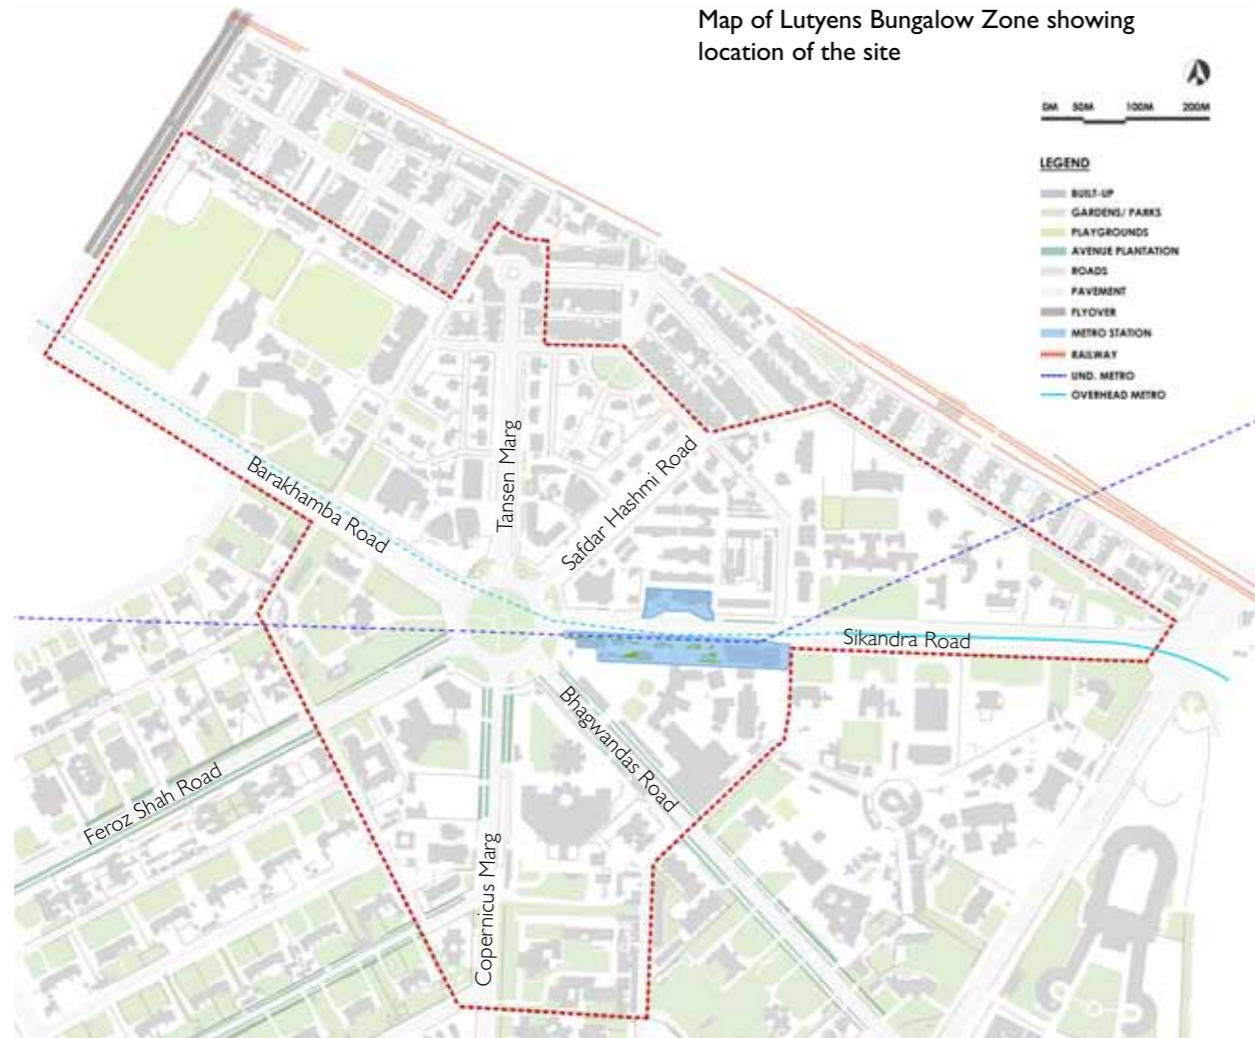 Map of Lutyens Bungalow Zone showing
location of the site
0M 50M 100M 200M
LEGEND
BUILT-UP
GARDENS/ PARKS
PLAYGROUNDS
AVENUE PLANTATION
ROADS
PAVEMENT
FLYOVER
METRO STATION
RAILWAY
UND. METRO
OVERHEAD METRO
Tansen Marg
Safdar Hashmi Road
Barakhamba Road
Sikandra Road
Bhagwandas Road
Feroz Shah Road
Copernicus Marg